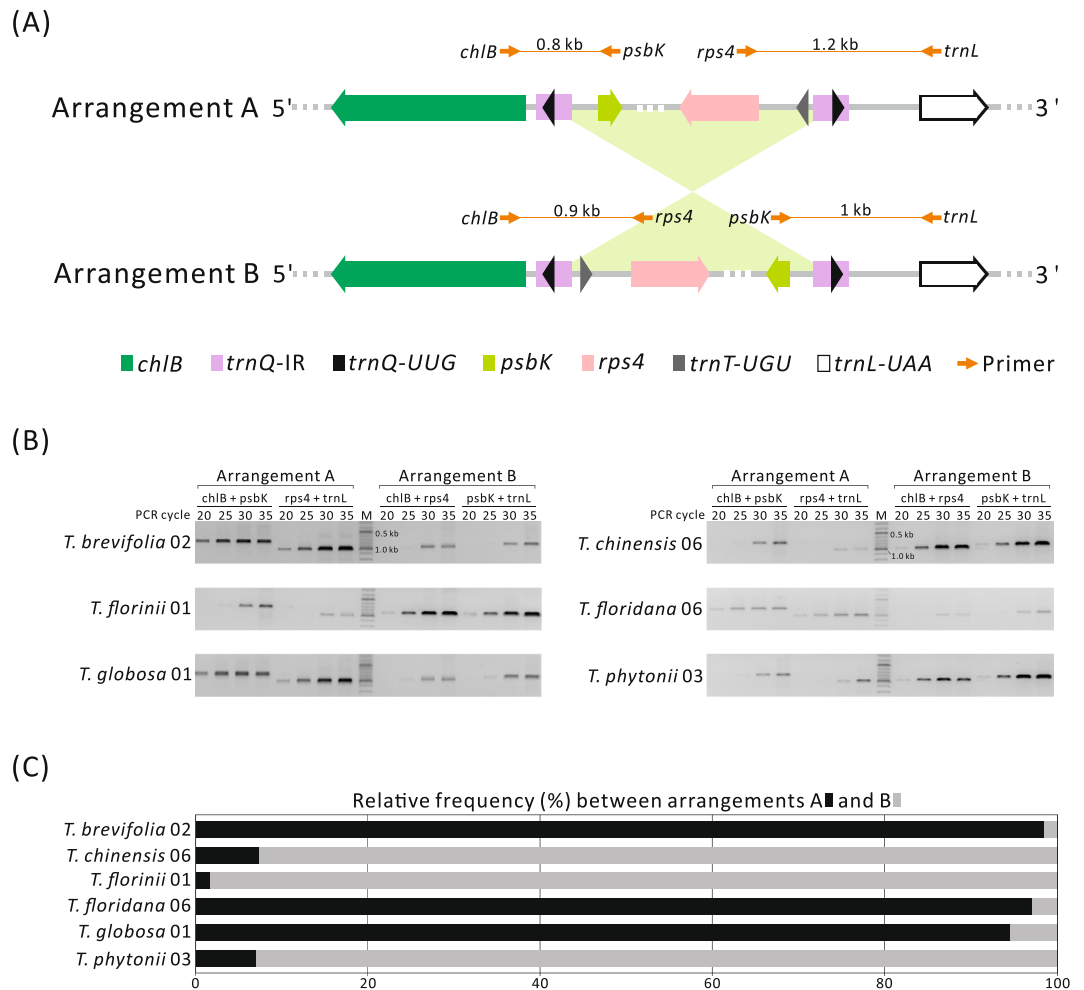 (A)
chlB 0.8 kb psbK rps4 1.2 kb trnL
Arrangement A 5' 3'
chlB 0.9 kb rps4 psbK 1 kb trnL
Arrangement B 5' 3'
chlB trnQ-IR trnQ-UUG psbK rps4 trnT-UGU trnL-UAA Primer
(B)
Arrangement A Arrangement B
chlB + psbK rps4 + trnL chlB + rps4 psbK + trnL
PCR cycle 20 25 30 35 20 25 30 35 M 20 25 30 35 20 25 30 35
T. brevifolia 02 0.5 kb
1.0 kb
T. florinii 01
T. globosa 01
Arrangement A Arrangement B
chlB + psbK rps4 + trnL chlB + rps4 psbK + trnL
PCR cycle 20 25 30 35 20 25 30 35 M 20 25 30 35 20 25 30 35
T. chinensis 06 0.5 kb
1.0 kb
T. floridana 06
T. phytonii 03
(C)
Relative frequency (%) between arrangements A and B
T. brevifolia 02
T. chinensis 06
T. florinii 01
T. floridana 06
T. globosa 01
T. phytonii 03
0 20 40 60 80 100